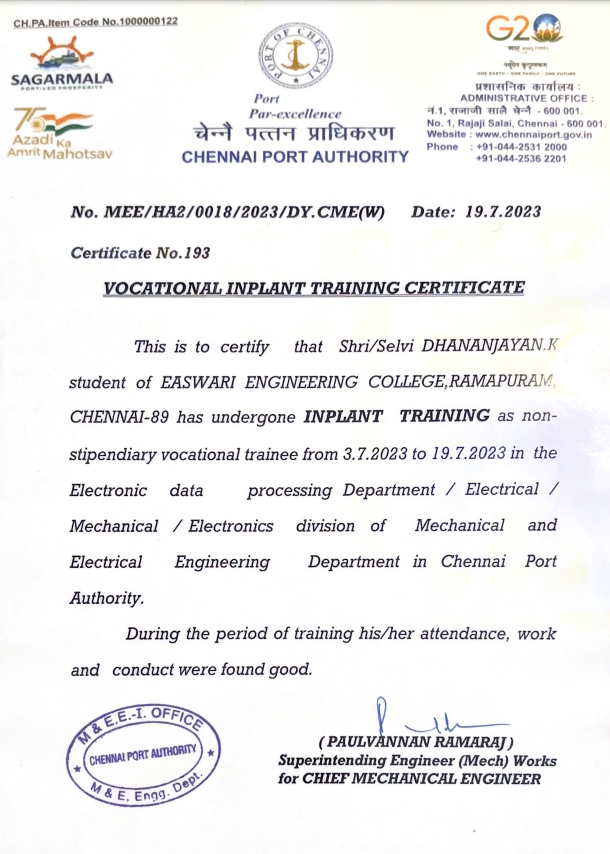 CH.PA.Item Code No.1000000122
SAGARMALA
PORT-LED PROSPERITY
75
Azadi Ka
Amrit Mahotsav
PORT OF CHENNAI
Port
Par-excellence
चेन्नै पत्तन प्राधिकरण
CHENNAI PORT AUTHORITY
G20
वसुधैव कुटुम्बकम्
ONE EARTH · ONE FAMILY · ONE FUTURE
प्रशासनिक कार्यालय :
ADMINISTRATIVE OFFICE :
नं.1, राजाजी सालै चेन्नै - 600 001.
No. 1, Rajaji Salai, Chennai - 600 001.
Website : www.chennaiport.gov.in
Phone : +91-044-2531 2000
+91-044-2536 2201
No. MEE/HA2/0018/2023/DY.CME(W) Date: 19.7.2023
Certificate No.193
VOCATIONAL INPLANT TRAINING CERTIFICATE
This is to certify that Shri/Selvi DHANANJAYAN.K
student of EASWARI ENGINEERING COLLEGE,RAMAPURAM,
CHENNAI-89 has undergone INPLANT TRAINING as non-
stipendiary vocational trainee from 3.7.2023 to 19.7.2023 in the
Electronic data processing Department / Electrical /
Mechanical / Electronics division of Mechanical and
Electrical Engineering Department in Chennai Port
Authority.
During the period of training his/her attendance, work
and conduct were found good.
M & E.E.-I. OFFICE
CHENNAI PORT AUTHORITY
M & E, Engg. Dept.
( PAULVANNAN RAMARAJ )
Superintending Engineer (Mech) Works
for CHIEF MECHANICAL ENGINEER